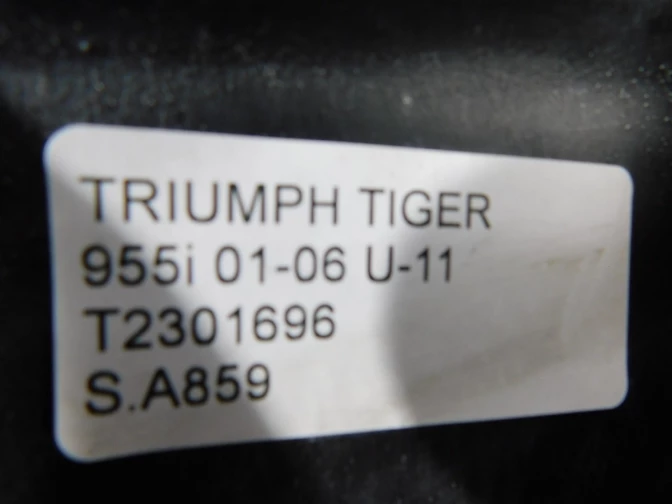 TRIUMPH TIGER
955i 01-06 U-11
T2301696
S.A859